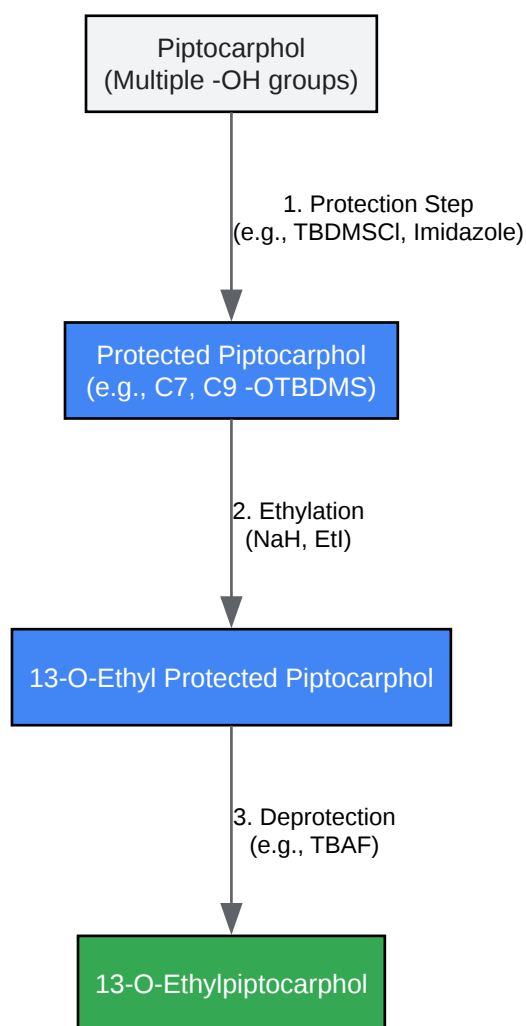 Piptocarphol
(Multiple -OH groups)
1. Protection Step
(e.g., TBDMSCl, Imidazole)
Protected Piptocarphol
(e.g., C7, C9 -OTBDMS)
2. Ethylation
(NaH, EtI)
13-O-Ethyl Protected Piptocarphol
3. Deprotection
(e.g., TBAF)
13-O-Ethylpiptocarphol